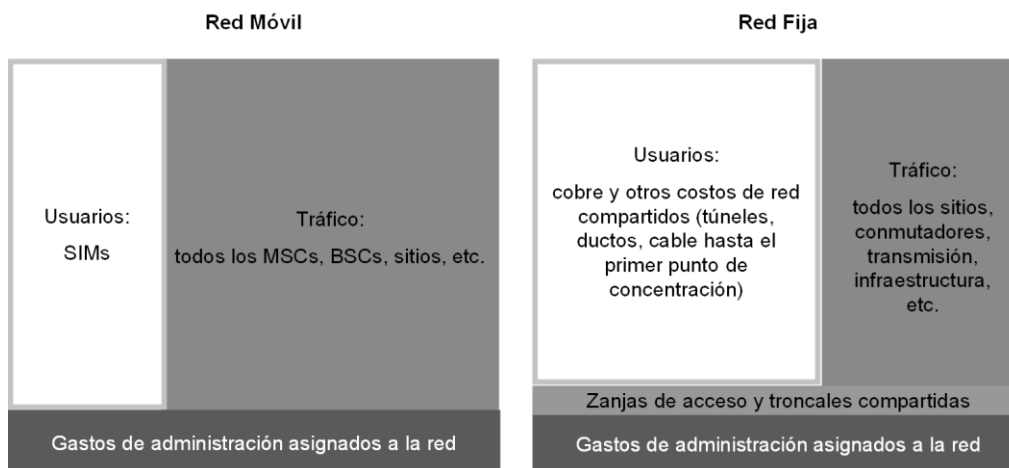 Red Móvil
Usuarios:
SIMs
Tráfico:
todos los MSCs, BSCs, sitios, etc.
Gastos de administración asignados a la red
Red Fija
Usuarios:
cobre y otros costos de red
compartidos (túneles,
ductos, cable hasta el
primer punto de
concentración)
Tráfico:
todos los sitios,
conmutadores,
transmisión,
infraestructura,
etc.
Zanjas de acceso y troncales compartidas
Gastos de administración asignados a la red